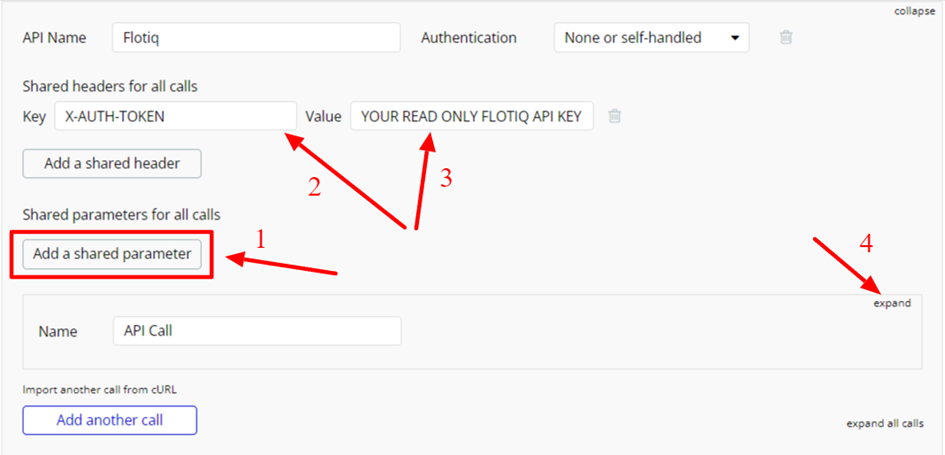 collapse
API Name Flotiq Authentication None or self-handled
Shared headers for all calls
Key X-AUTH-TOKEN Value YOUR READ ONLY FLOTIQ API KEY
Add a shared header
2
3
Shared parameters for all calls
Add a shared parameter
1
4
expand
Name API Call
Import another call from cURL
Add another call
expand all calls